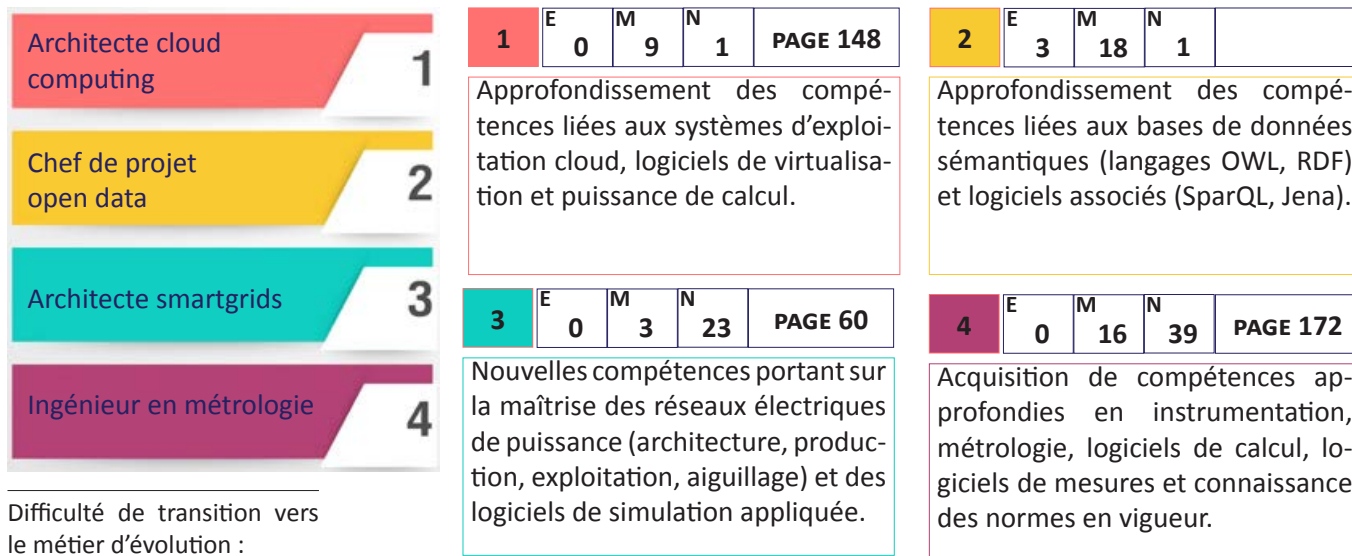 Architecte cloud
computing
1
Chef de projet
open data
2
Architecte smartgrids
3
Ingénieur en métrologie
4
Difficulté de transition vers
le métier d'évolution :
1 E 0 M 9 N 1 PAGE 148
Approfondissement des compé-
tences liées aux systèmes d'exploi-
tation cloud, logiciels de virtualisa-
tion et puissance de calcul.
2 E 3 M 18 N 1
Approfondissement des compé-
tences liées aux bases de données
sémantiques (langages OWL, RDF)
et logiciels associés (SparQL, Jena).
3 E 0 M 3 N 23 PAGE 60
Nouvelles compétences portant sur
la maîtrise des réseaux électriques
de puissance (architecture, produc-
tion, exploitation, aiguillage) et des
logiciels de simulation appliquée.
4 E 0 M 16 N 39 PAGE 172
Acquisition de compétences ap-
profondies en instrumentation,
métrologie, logiciels de calcul, lo-
giciels de mesures et connaissance
des normes en vigueur.